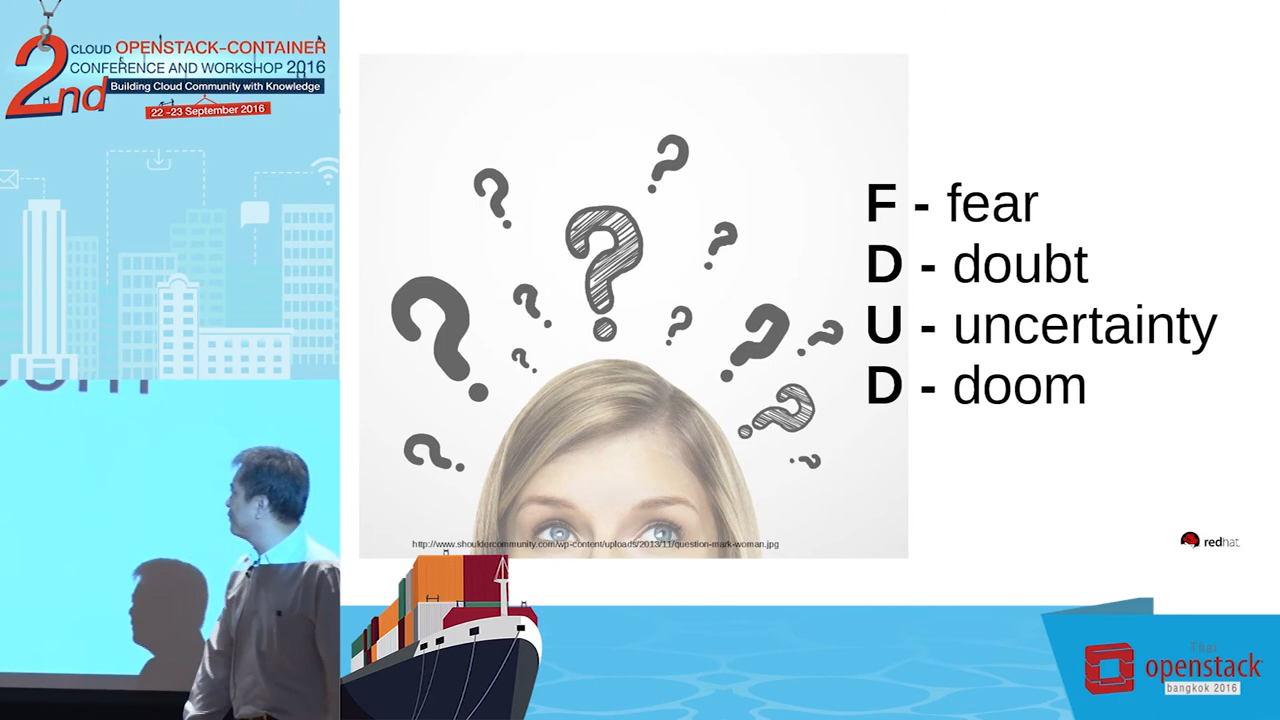 2nd
CLOUD OPENSTACK-CONTAINER
CONFERENCE AND WORKSHOP 2016
Building Cloud Community with Knowledge
22 -23 September 2016
F - fear
D - doubt
U - uncertainty
D - doom
http://www.shouldercommunity.com/wp-content/uploads/2013/11/question-mark-woman.jpg
redhat.
Thai
openstack
bangkok 2016